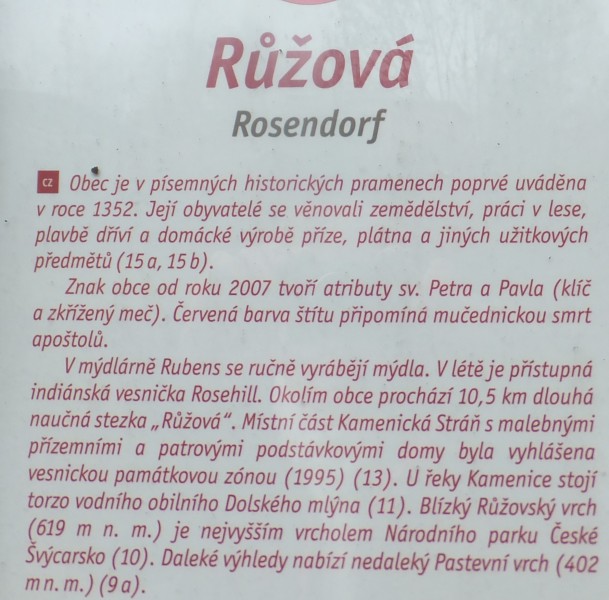 Růžová
Rosendorf
CZ Obec je v písemných historických pramenech poprvé uváděna
v roce 1352. Její obyvatelé se věnovali zemědělství, práci v lese,
plavbě dříví a domácké výrobě příze, plátna a jiných užitkových
předmětů (15 a, 15 b).
Znak obce od roku 2007 tvoří atributy sv. Petra a Pavla (klíč
a zkřížený meč). Červená barva štítu připomíná mučednickou smrt
apoštolů.
V mýdlárně Rubens se ručně vyrábějí mýdla. V létě je přístupná
indiánská vesnička Rosehill. Okolím obce prochází 10,5 km dlouhá
naučná stezka „Růžová“. Místní část Kamenická Stráň s malebnými
přízemními a patrovými podstávkovými domy byla vyhlášena
vesnickou památkovou zónou (1995) (13). U řeky Kamenice stojí
torzo vodního obilního Dolského mlýna (11). Blízký Růžovský vrch
(619 m n. m.) je nejvyšším vrcholem Národního parku České
Švýcarsko (10). Daleké výhledy nabízí nedaleký Pastevní vrch (402
m n. m.) (9 a).